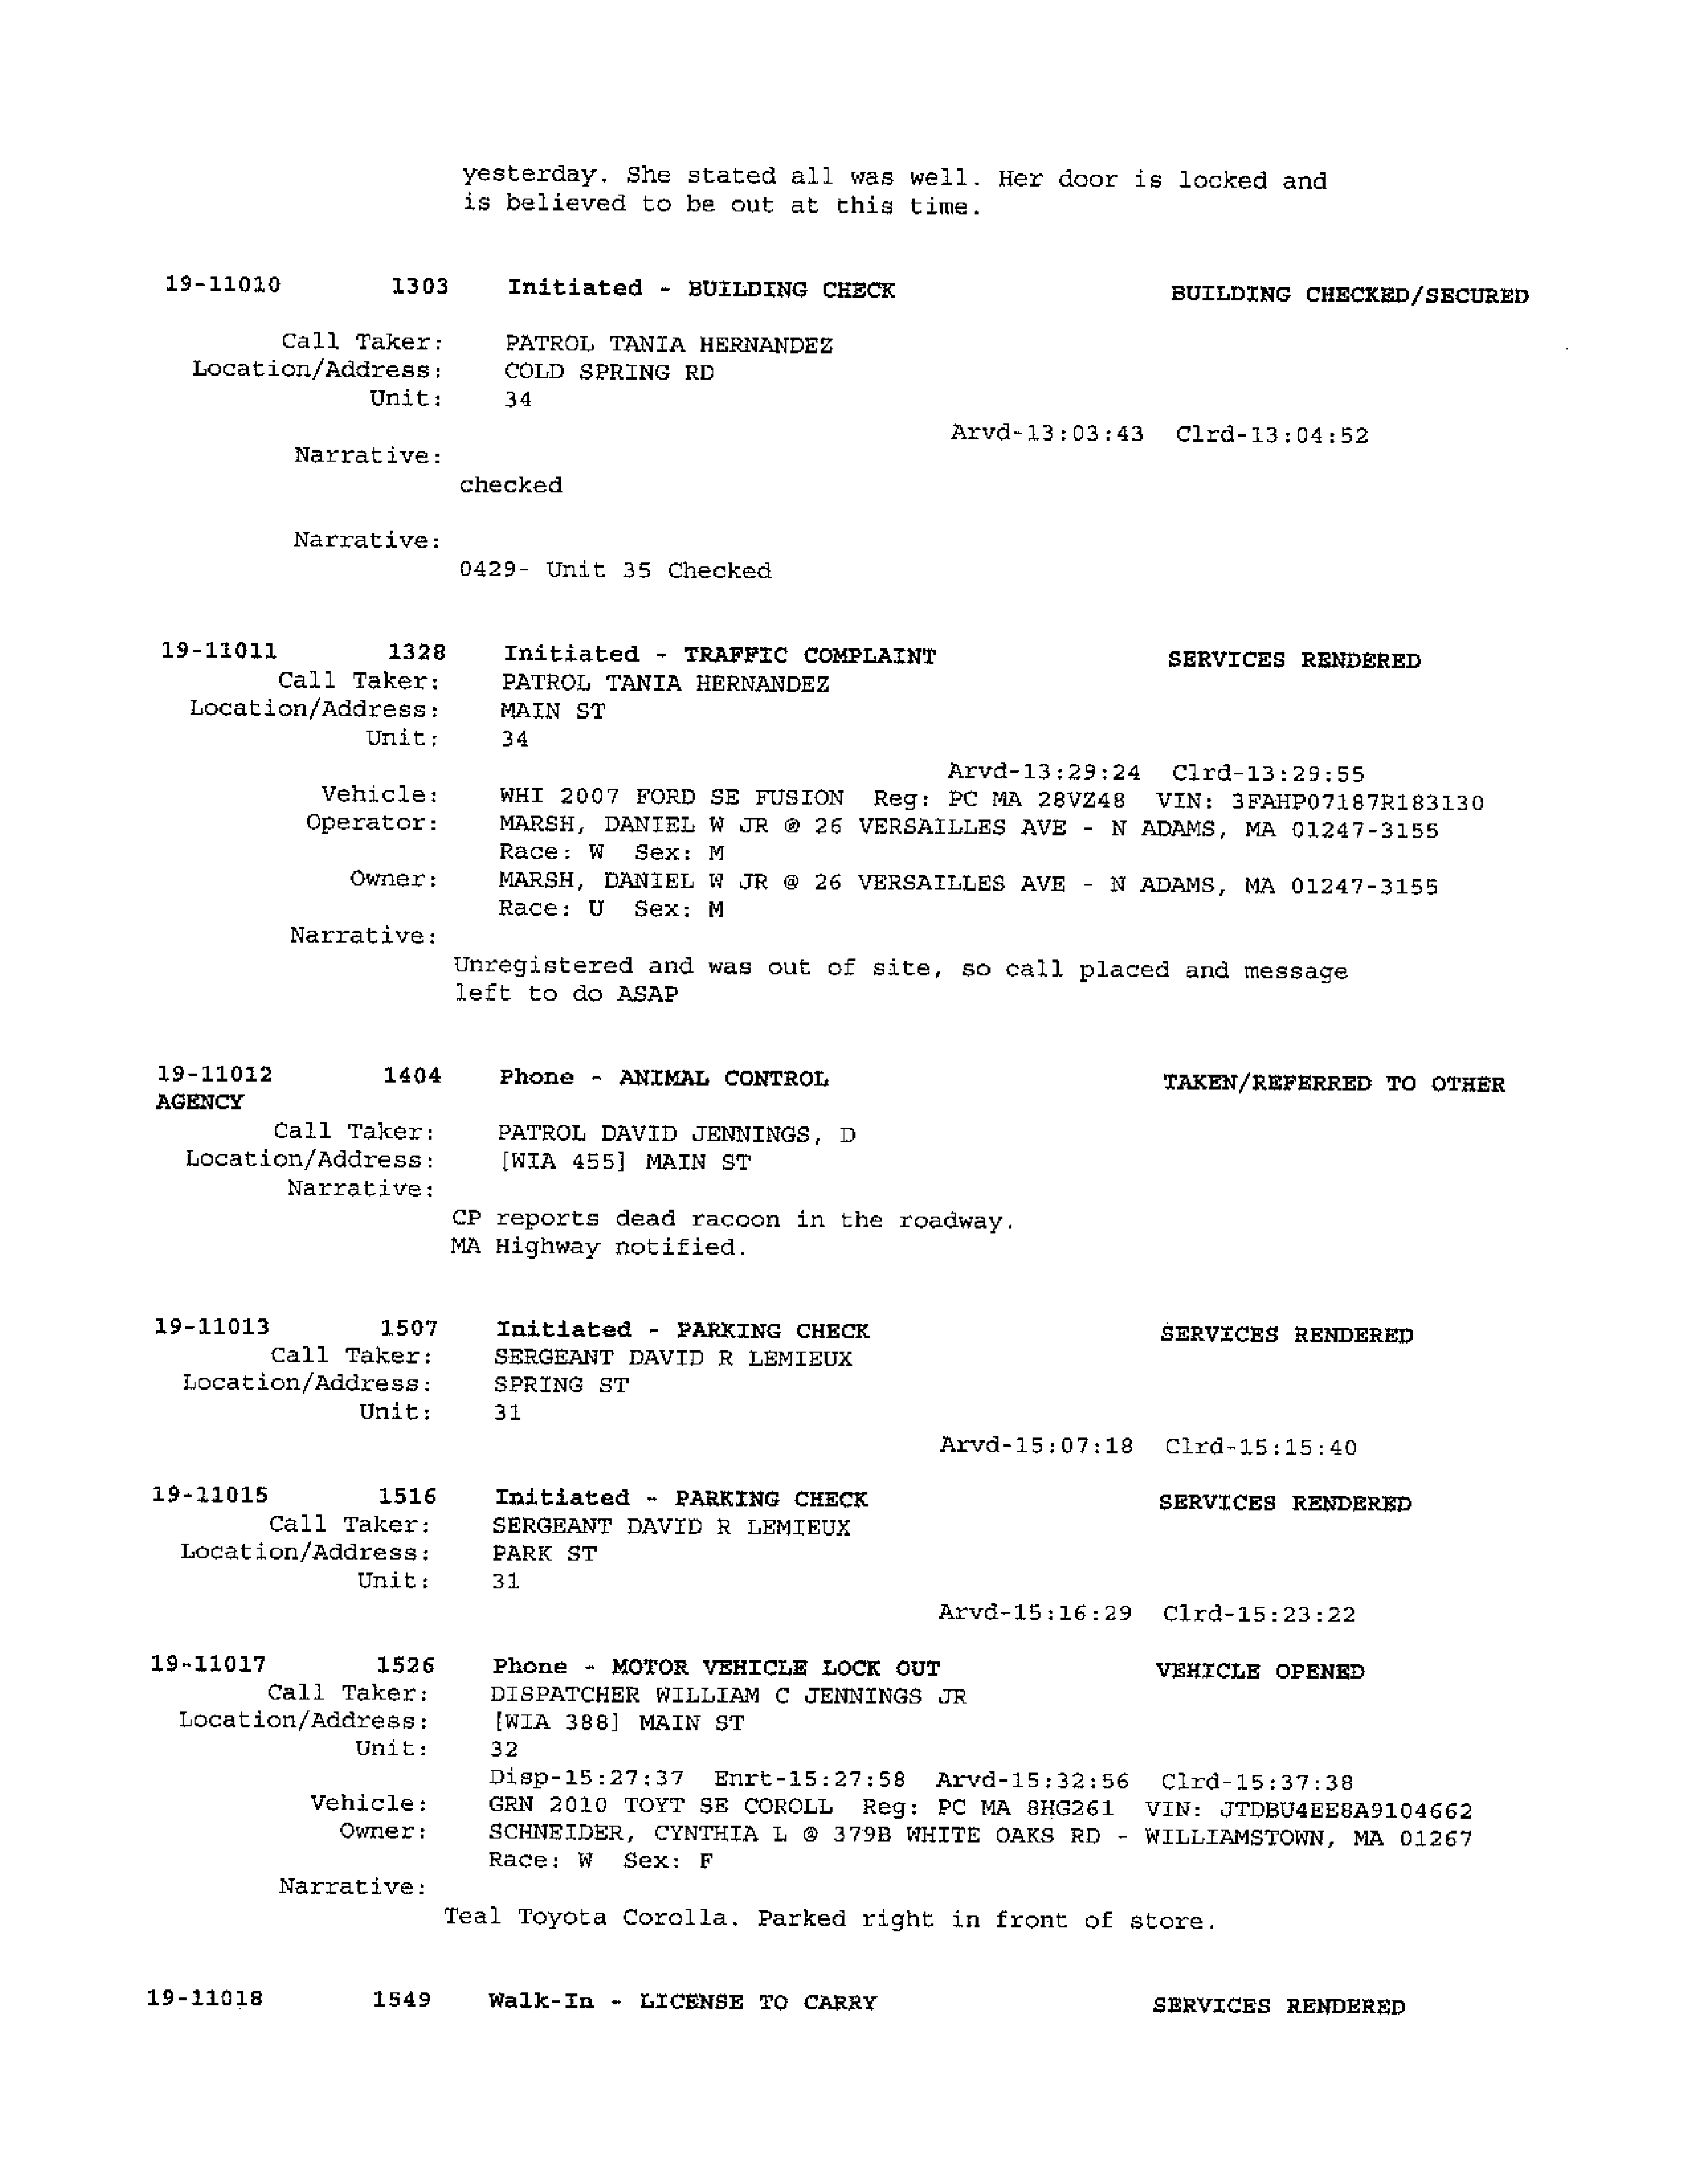 yesterday. She stated all was well. Her door is locked and
is believed to be out at this time.
19-11010 1303 Initiated - BUILDING CHECK BUILDING CHECKED/SECURED
Call Taker: PATROL TANIA HERNANDEZ
Location/Address: COLD SPRING RD
Unit: 34
Arvd-13:03:43 Clrd-13:04:52
Narrative:
checked
Narrative:
0429- Unit 35 Checked
19-11011 1328 Initiated - TRAFFIC COMPLAINT SERVICES RENDERED
Call Taker: PATROL TANIA HERNANDEZ
Location/Address: MAIN ST
Unit: 34
Arvd-13:29:24 Clrd-13:29:55
Vehicle: WHI 2007 FORD SE FUSION Reg: PC MA 28VZ48 VIN: 3FAHP07187R183130
Operator: MARSH, DANIEL W JR @ 26 VERSAILLES AVE - N ADAMS, MA 01247-3155
Race: W Sex: M
Owner: MARSH, DANIEL W JR @ 26 VERSAILLES AVE - N ADAMS, MA 01247-3155
Race: U Sex: M
Narrative:
Unregistered and was out of site, so call placed and message
left to do ASAP
19-11012 1404 Phone - ANIMAL CONTROL TAKEN/REFERRED TO OTHER
AGENCY
Call Taker: PATROL DAVID JENNINGS, D
Location/Address: [WIA 455] MAIN ST
Narrative:
CP reports dead racoon in the roadway.
MA Highway notified.
19-11013 1507 Initiated - PARKING CHECK SERVICES RENDERED
Call Taker: SERGEANT DAVID R LEMIEUX
Location/Address: SPRING ST
Unit: 31
Arvd-15:07:18 Clrd-15:15:40
19-11015 1516 Initiated - PARKING CHECK SERVICES RENDERED
Call Taker: SERGEANT DAVID R LEMIEUX
Location/Address: PARK ST
Unit: 31
Arvd-15:16:29 Clrd-15:23:22
19-11017 1526 Phone - MOTOR VEHICLE LOCK OUT VEHICLE OPENED
Call Taker: DISPATCHER WILLIAM C JENNINGS JR
Location/Address: [WIA 388] MAIN ST
Unit: 32
Disp-15:27:37 Enrt-15:27:58 Arvd-15:32:56 Clrd-15:37:38
Vehicle: GRN 2010 TOYT SE COROLL Reg: PC MA 8HG261 VIN: JTDBU4EE8A9104662
Owner: SCHNEIDER, CYNTHIA L @ 379B WHITE OAKS RD - WILLIAMSTOWN, MA 01267
Race: W Sex: F
Narrative:
Teal Toyota Corolla. Parked right in front of store.
19-11018 1549 Walk-In - LICENSE TO CARRY SERVICES RENDERED